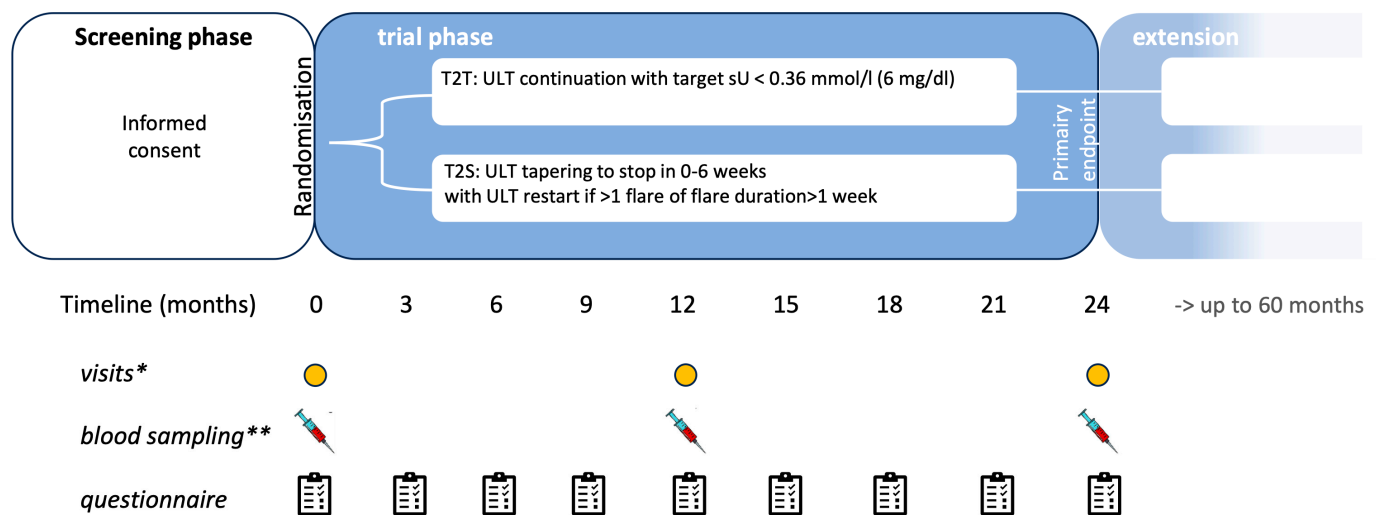 Screening phase
trial phase
extension
Informed
consent
Randomisation
T2T: ULT continuation with target sU < 0.36 mmol/l (6 mg/dl)
T2S: ULT tapering to stop in 0-6 weeks
with ULT restart if >1 flare of flare duration>1 week
Primairy
endpoint
Timeline (months) 0 3 6 9 12 15 18 21 24 -> up to 60 months
visits*
blood sampling**
questionnaire